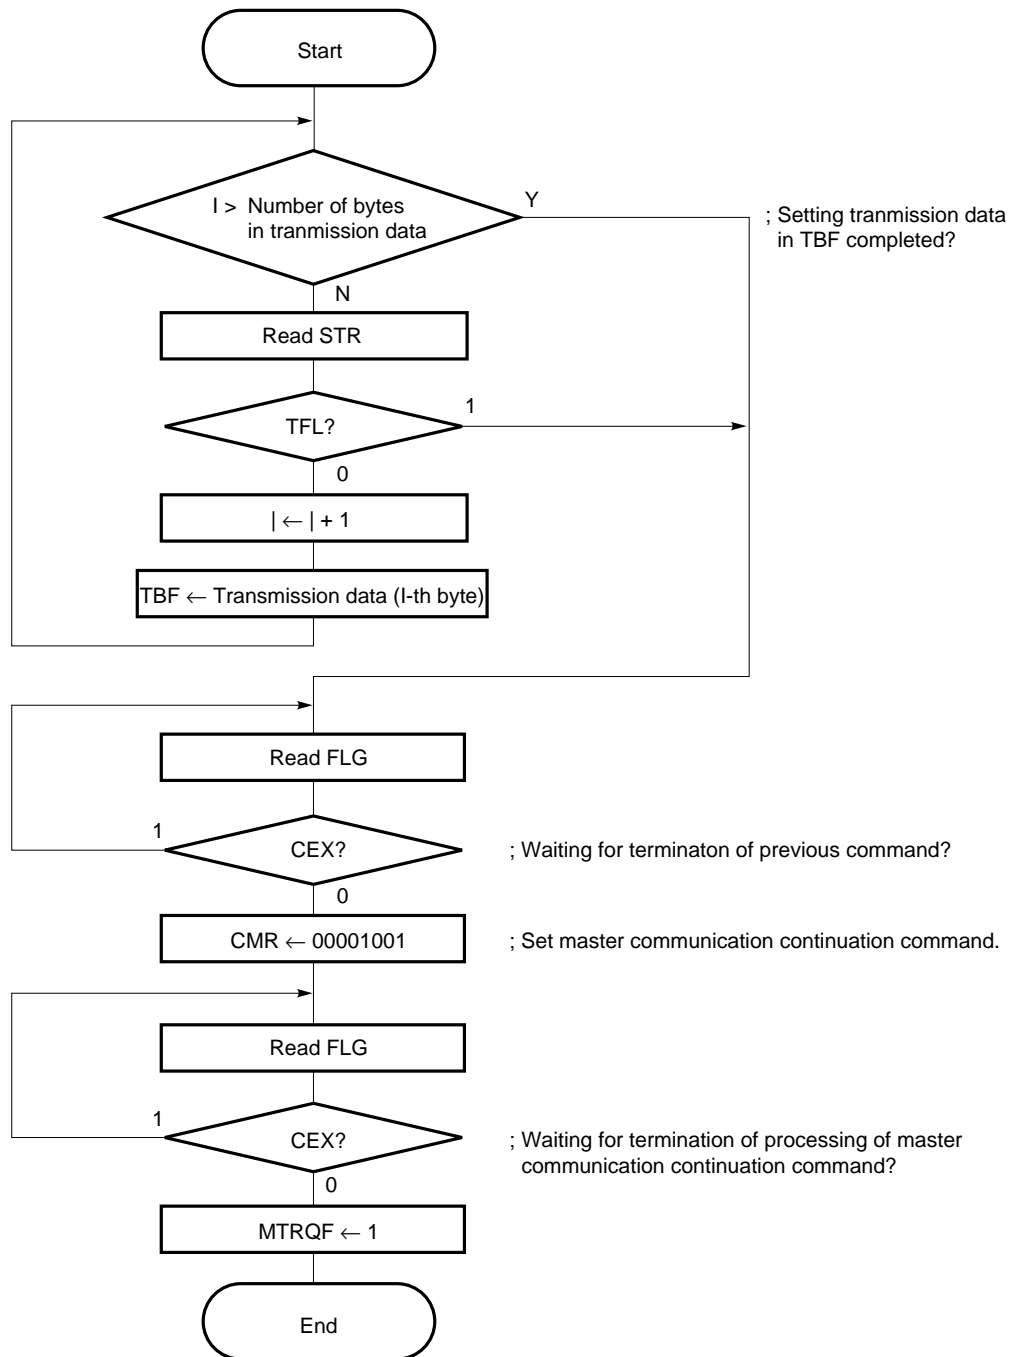 Start
I > Number of bytes
in tranmission data
Y
; Setting tranmission data
in TBF completed?
N
Read STR
TFL?
1
0
| ← | + 1
TBF ← Transmission data (I-th byte)
Read FLG
1
CEX?
; Waiting for terminaton of previous command?
0
CMR ← 00001001
; Set master communication continuation command.
Read FLG
1
CEX?
; Waiting for termination of processing of master
communication continuation command?
0
MTRQF ← 1
End